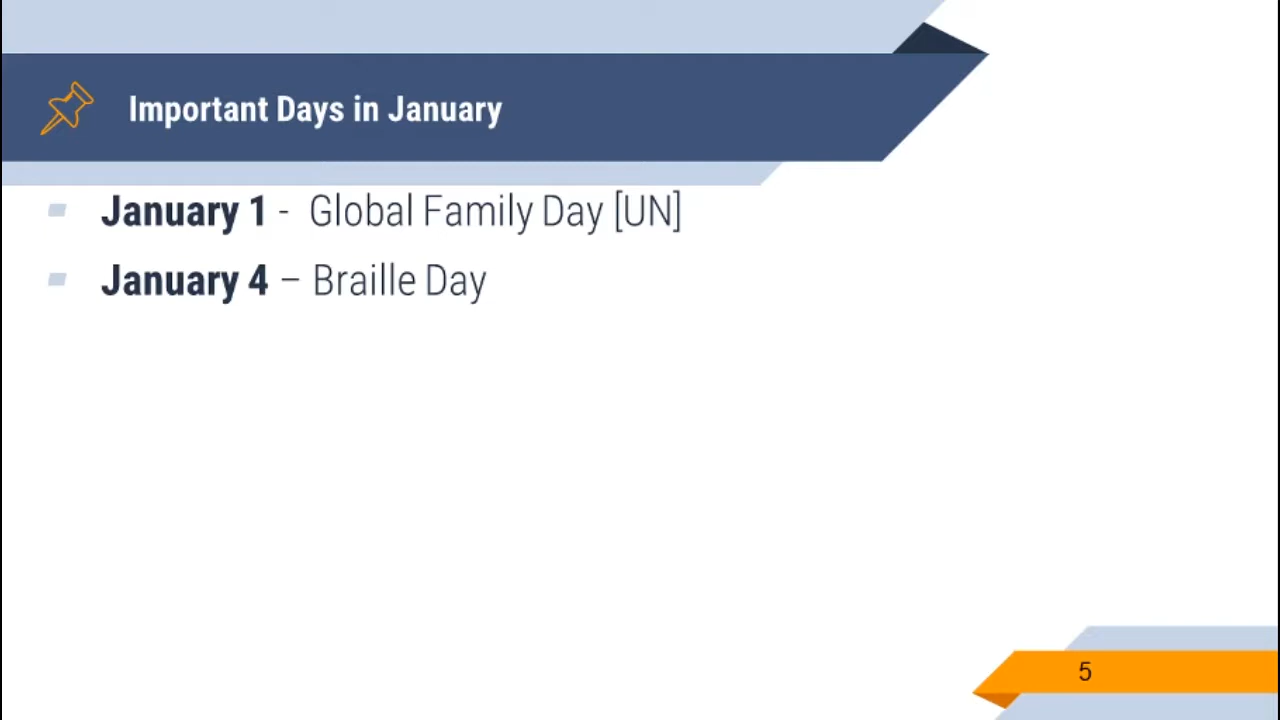 Important Days in January
January 1 - Global Family Day [UN]
January 4 – Braille Day
5